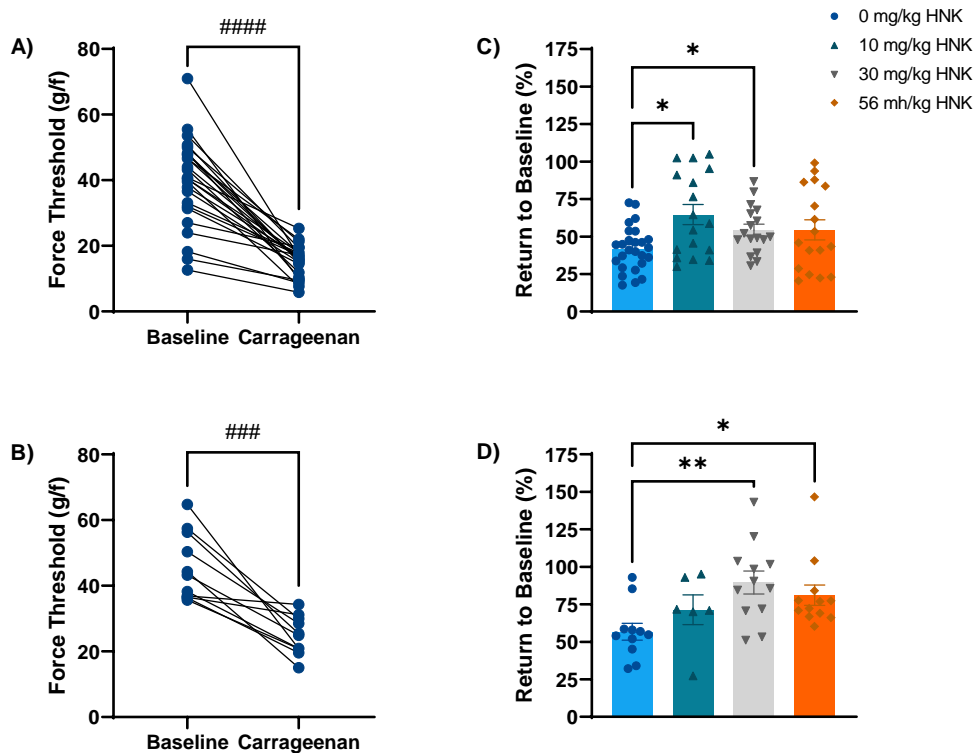 A)
####
Force Threshold (g/f)
80
60
40
20
0
Baseline Carrageenan
C)
Return to Baseline (%)
175
150
125
100
75
50
25
0
*
*
0 mg/kg HNK
10 mg/kg HNK
30 mg/kg HNK
56 mh/kg HNK
B)
###
Force Threshold (g/f)
80
60
40
20
0
Baseline Carrageenan
D)
Return to Baseline (%)
175
150
125
100
75
50
25
0
*
**